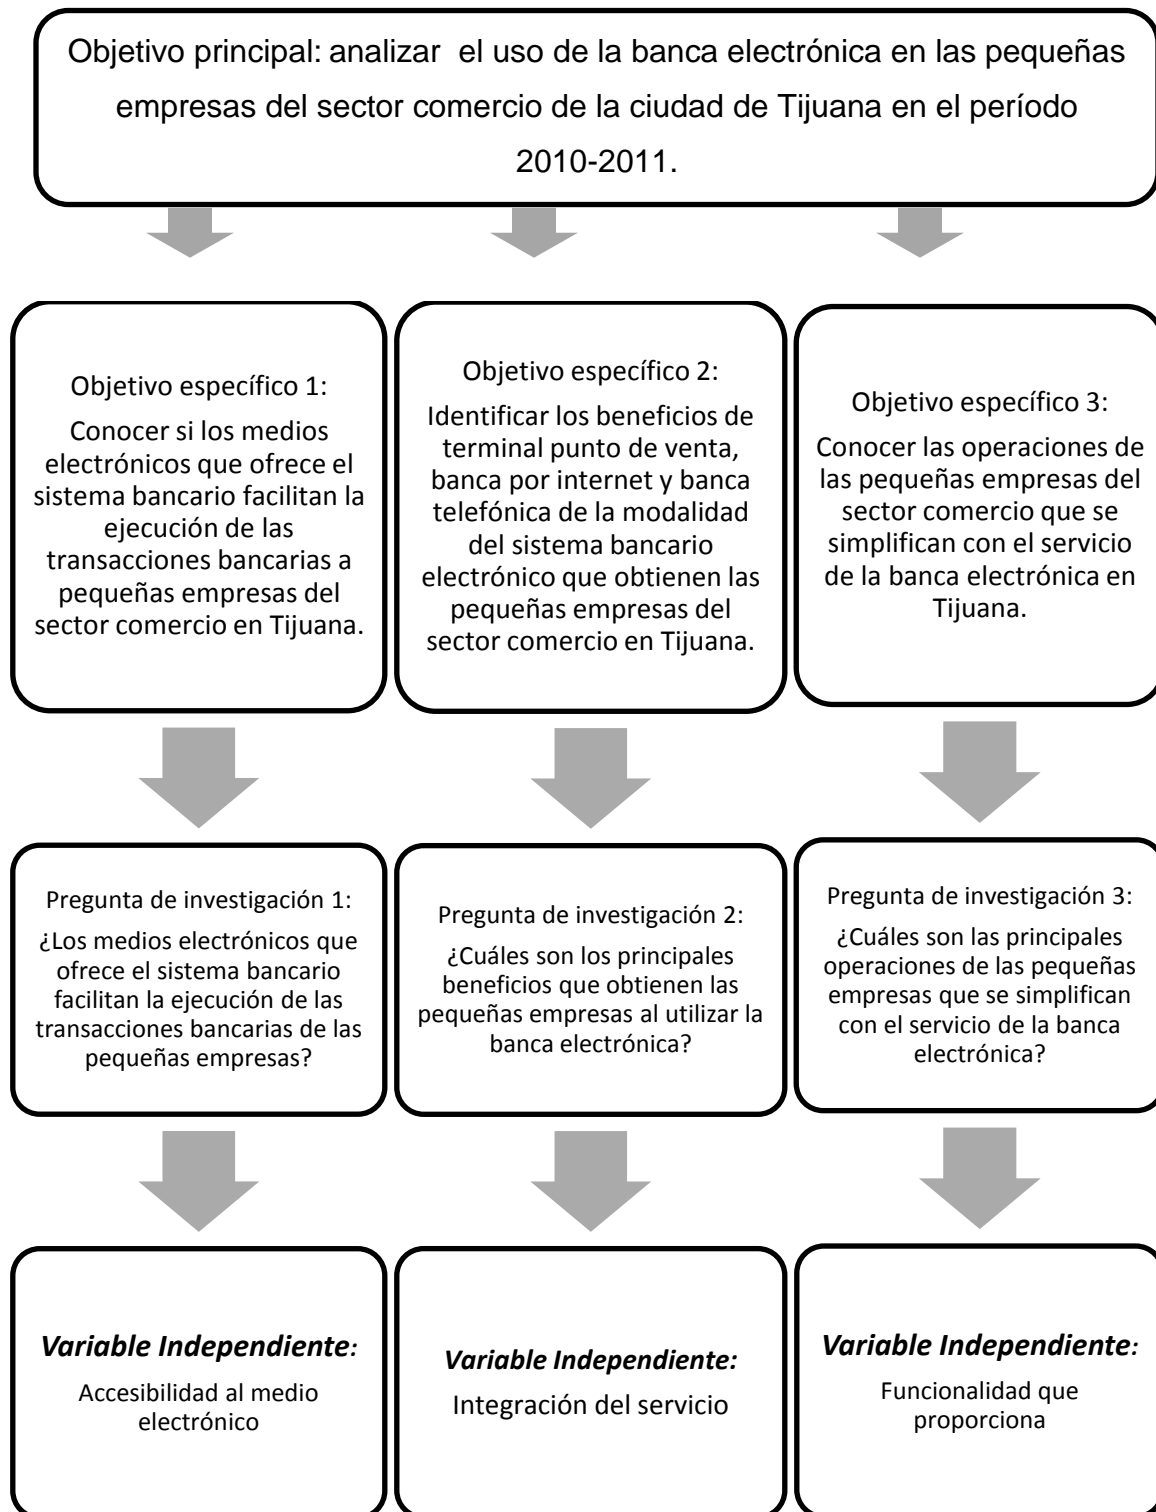 Objetivo principal: analizar  el uso de la banca electrónica en las pequeñas
empresas del sector comercio de la ciudad de Tijuana en el período
2010-2011.
Objetivo específico 1:
Conocer si los medios
electrónicos que ofrece el
sistema bancario facilitan la
ejecución de las
transacciones bancarias a
pequeñas empresas del
sector comercio en Tijuana.
Objetivo específico 2:
Identificar los beneficios de
terminal punto de venta,
banca por internet y banca
telefónica de la modalidad
del sistema bancario
electrónico que obtienen las
pequeñas empresas del
sector comercio en Tijuana.
Objetivo específico 3:
Conocer las operaciones de
las pequeñas empresas del
sector comercio que se
simplifican con el servicio
de la banca electrónica en
Tijuana.
Pregunta de investigación 1:
¿Los medios electrónicos que
ofrece el sistema bancario
facilitan la ejecución de las
transacciones bancarias de las
pequeñas empresas?
Pregunta de investigación 2:
¿Cuáles son los principales
beneficios que obtienen las
pequeñas empresas al utilizar la
banca electrónica?
Pregunta de investigación 3:
¿Cuáles son las principales
operaciones de las pequeñas
empresas que se simplifican
con el servicio de la banca
electrónica?
Variable Independiente:
Accesibilidad al medio
electrónico
Variable Independiente:
Integración del servicio
Variable Independiente:
Funcionalidad que
proporciona